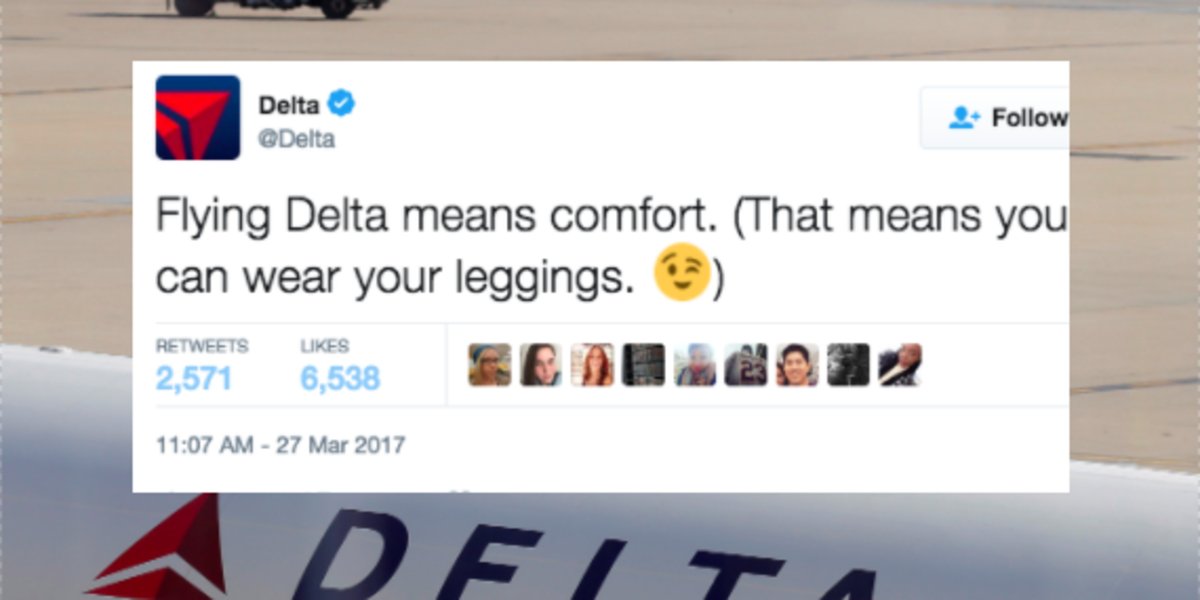 Delta
@Delta
Follow
Flying Delta means comfort. (That means you
can wear your leggings. 😉)
RETWEETS LIKES
2,571 6,538
11:07 AM - 27 Mar 2017
DELTA